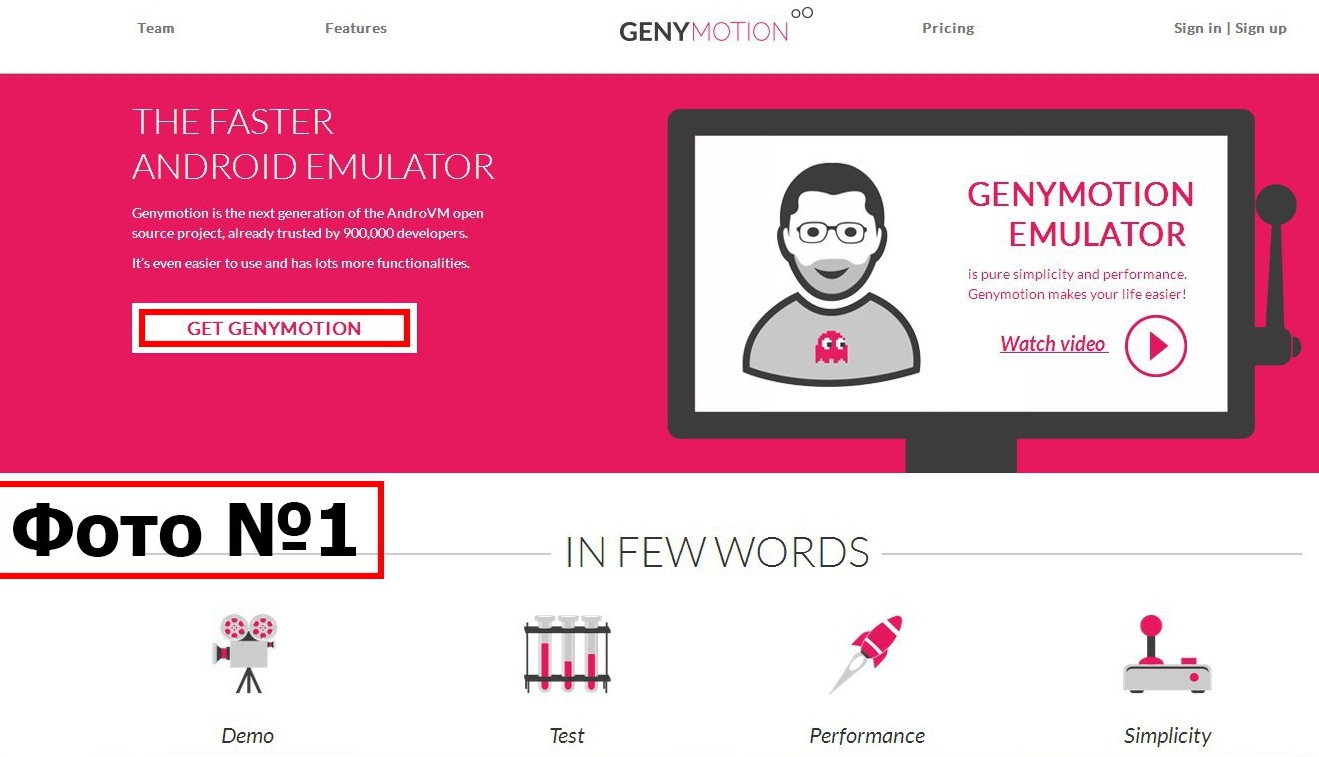 Team
Features
GENYMOTION
Pricing
Sign in | Sign up
THE FASTER
ANDROID EMULATOR
Genymotion is the next generation of the AndroVM open
source project, already trusted by 900,000 developers.
It's even easier to use and has lots more functionalities.
GET GENYMOTION
GENYMOTION
EMULATOR
is pure simplicity and performance.
Genymotion makes your life easier!
Watch video
Фото №1
IN FEW WORDS
Demo
Test
Performance
Simplicity